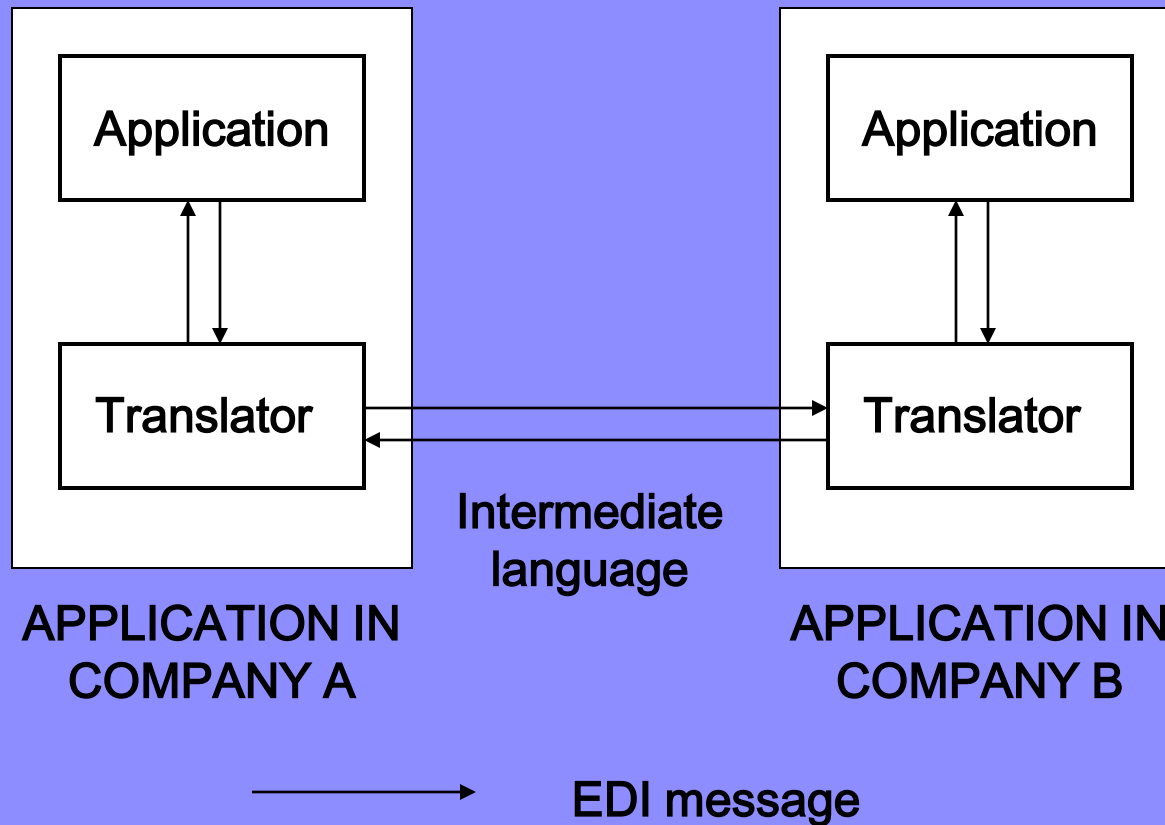 Application
Application
Translator
Translator
Intermediate
language
APPLICATION IN
COMPANY A
APPLICATION IN
COMPANY B
EDI message